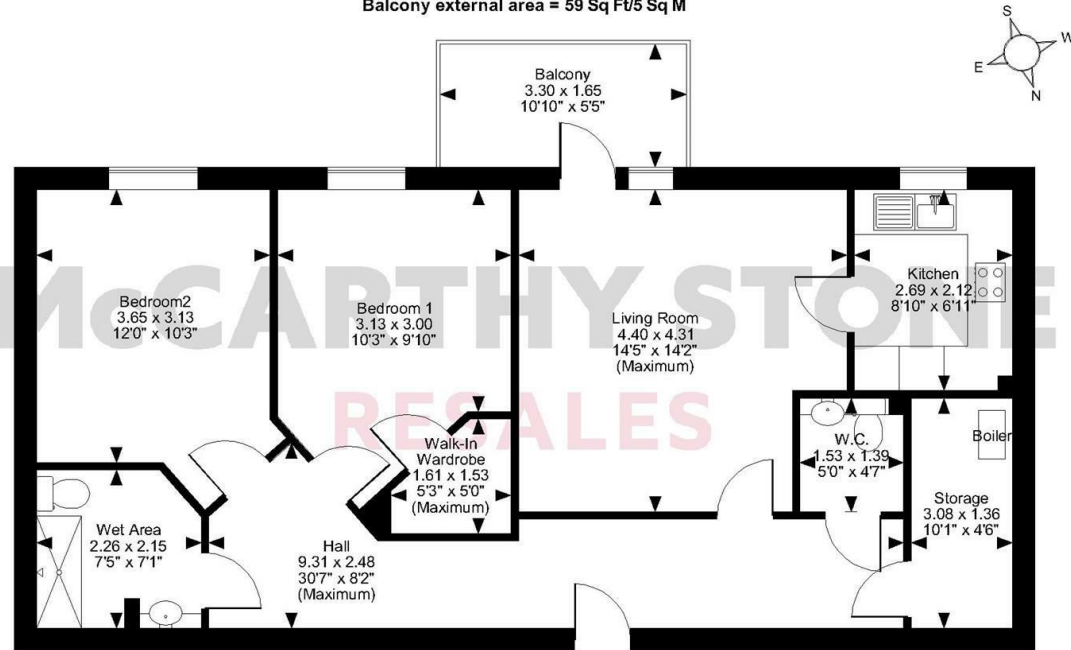 Balcony external area = 59 Sq Ft/5 Sq M
S
W
E
N
Balcony
3.30 x 1.65
10'10" x 5'5"
McCARTHY STONE
RESALES
Bedroom2
3.65 x 3.13
12'0" x 10'3"
Bedroom 1
3.13 x 3.00
10'3" x 9'10"
Living Room
4.40 x 4.31
14'5" x 14'2"
(Maximum)
Kitchen
2.69 x 2.12
8'10" x 6'11"
Walk-In
Wardrobe
1.61 x 1.53
5'3" x 5'0"
(Maximum)
W.C.
1.53 x 1.39
5'0" x 4'7"
Boiler
Storage
3.08 x 1.36
10'1" x 4'6"
Wet Area
2.26 x 2.15
7'5" x 7'1"
Hall
9.31 x 2.48
30'7" x 8'2"
(Maximum)